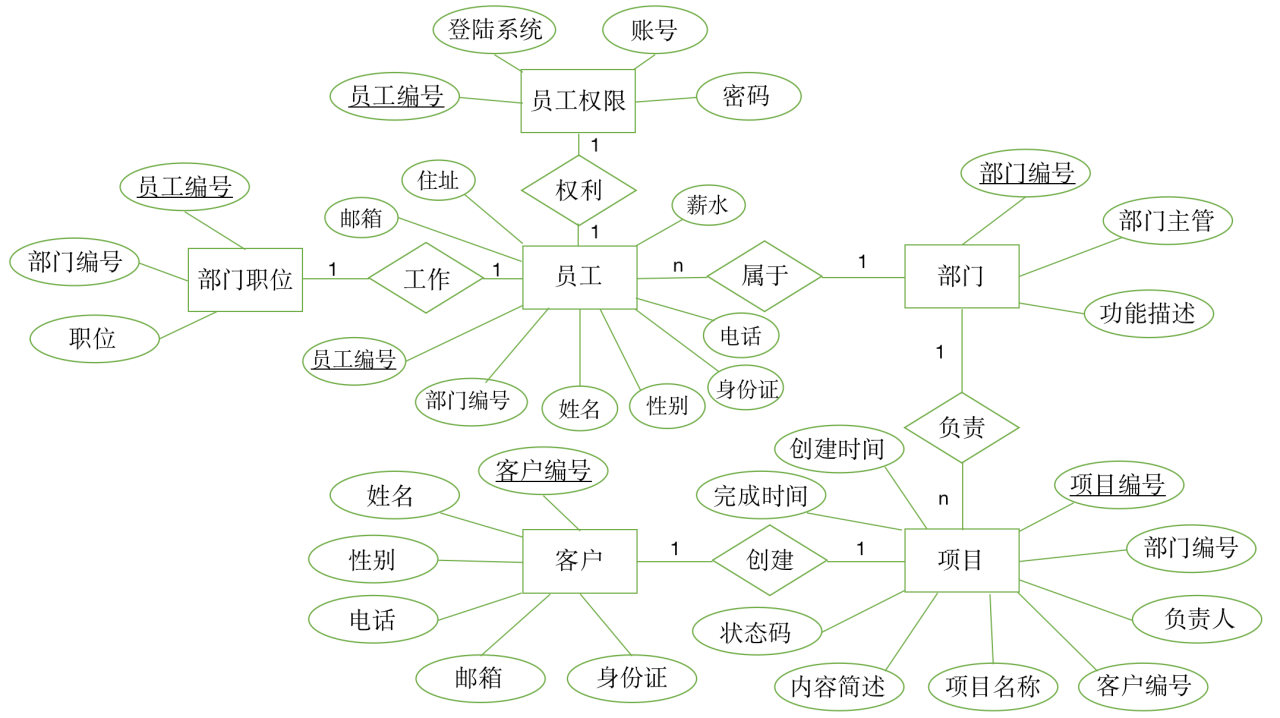 登陆系统
账号
员工编号
员工权限
密码
1
权利
1
员工编号
部门编号
职位
部门职位
1
工作
1
住址
邮箱
薪水
员工
n
属于
1
部门编号
部门主管
部门
功能描述
员工编号
部门编号
姓名
性别
电话
身份证
1
负责
n
客户编号
姓名
性别
电话
邮箱
身份证
客户
1
创建
1
创建时间
完成时间
项目编号
项目
部门编号
负责人
状态码
内容简述
项目名称
客户编号